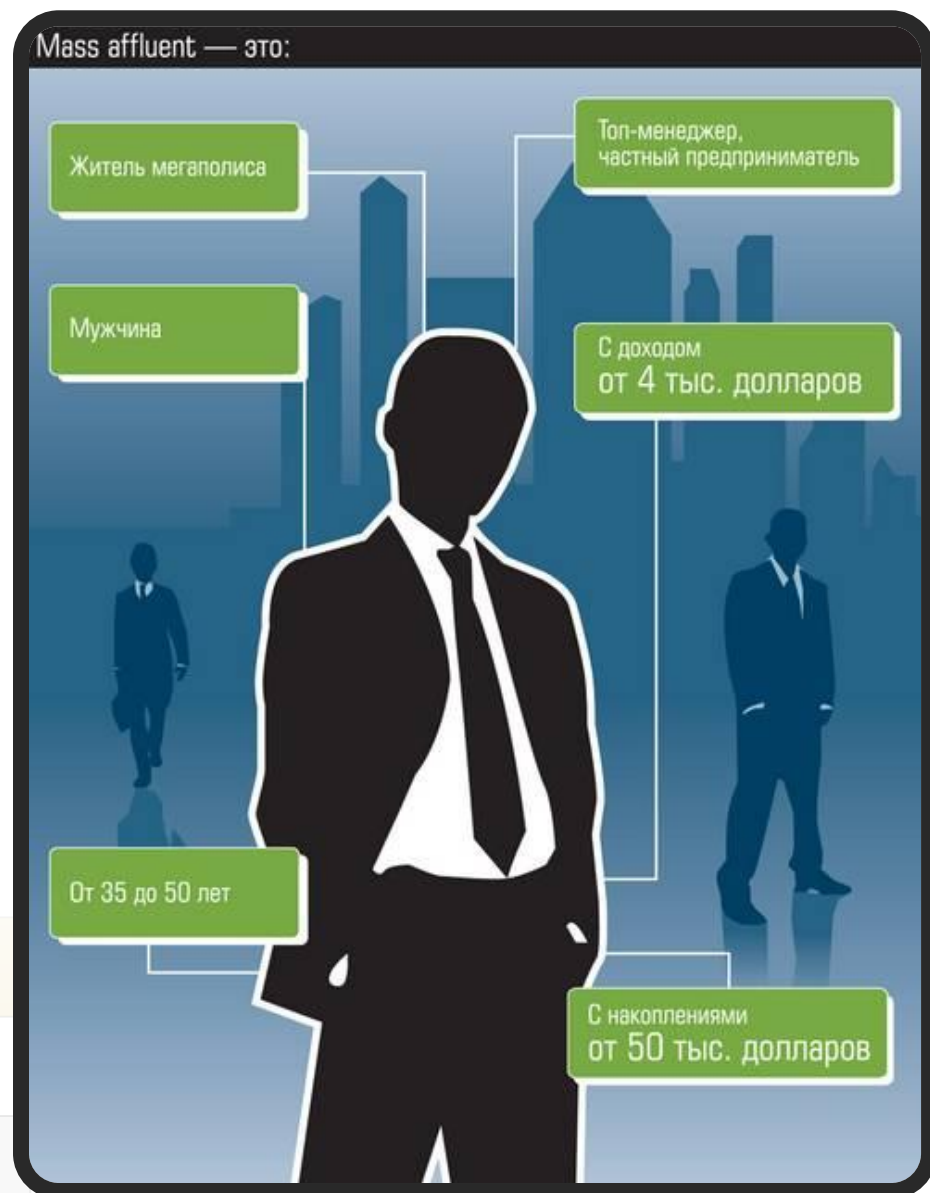 Mass affluent — это:
Житель мегаполиса
Топ-менеджер,
частный предприниматель
Мужчина
С доходом
от 4 тыс. долларов
От 35 до 50 лет
С накоплениями
от 50 тыс. долларов